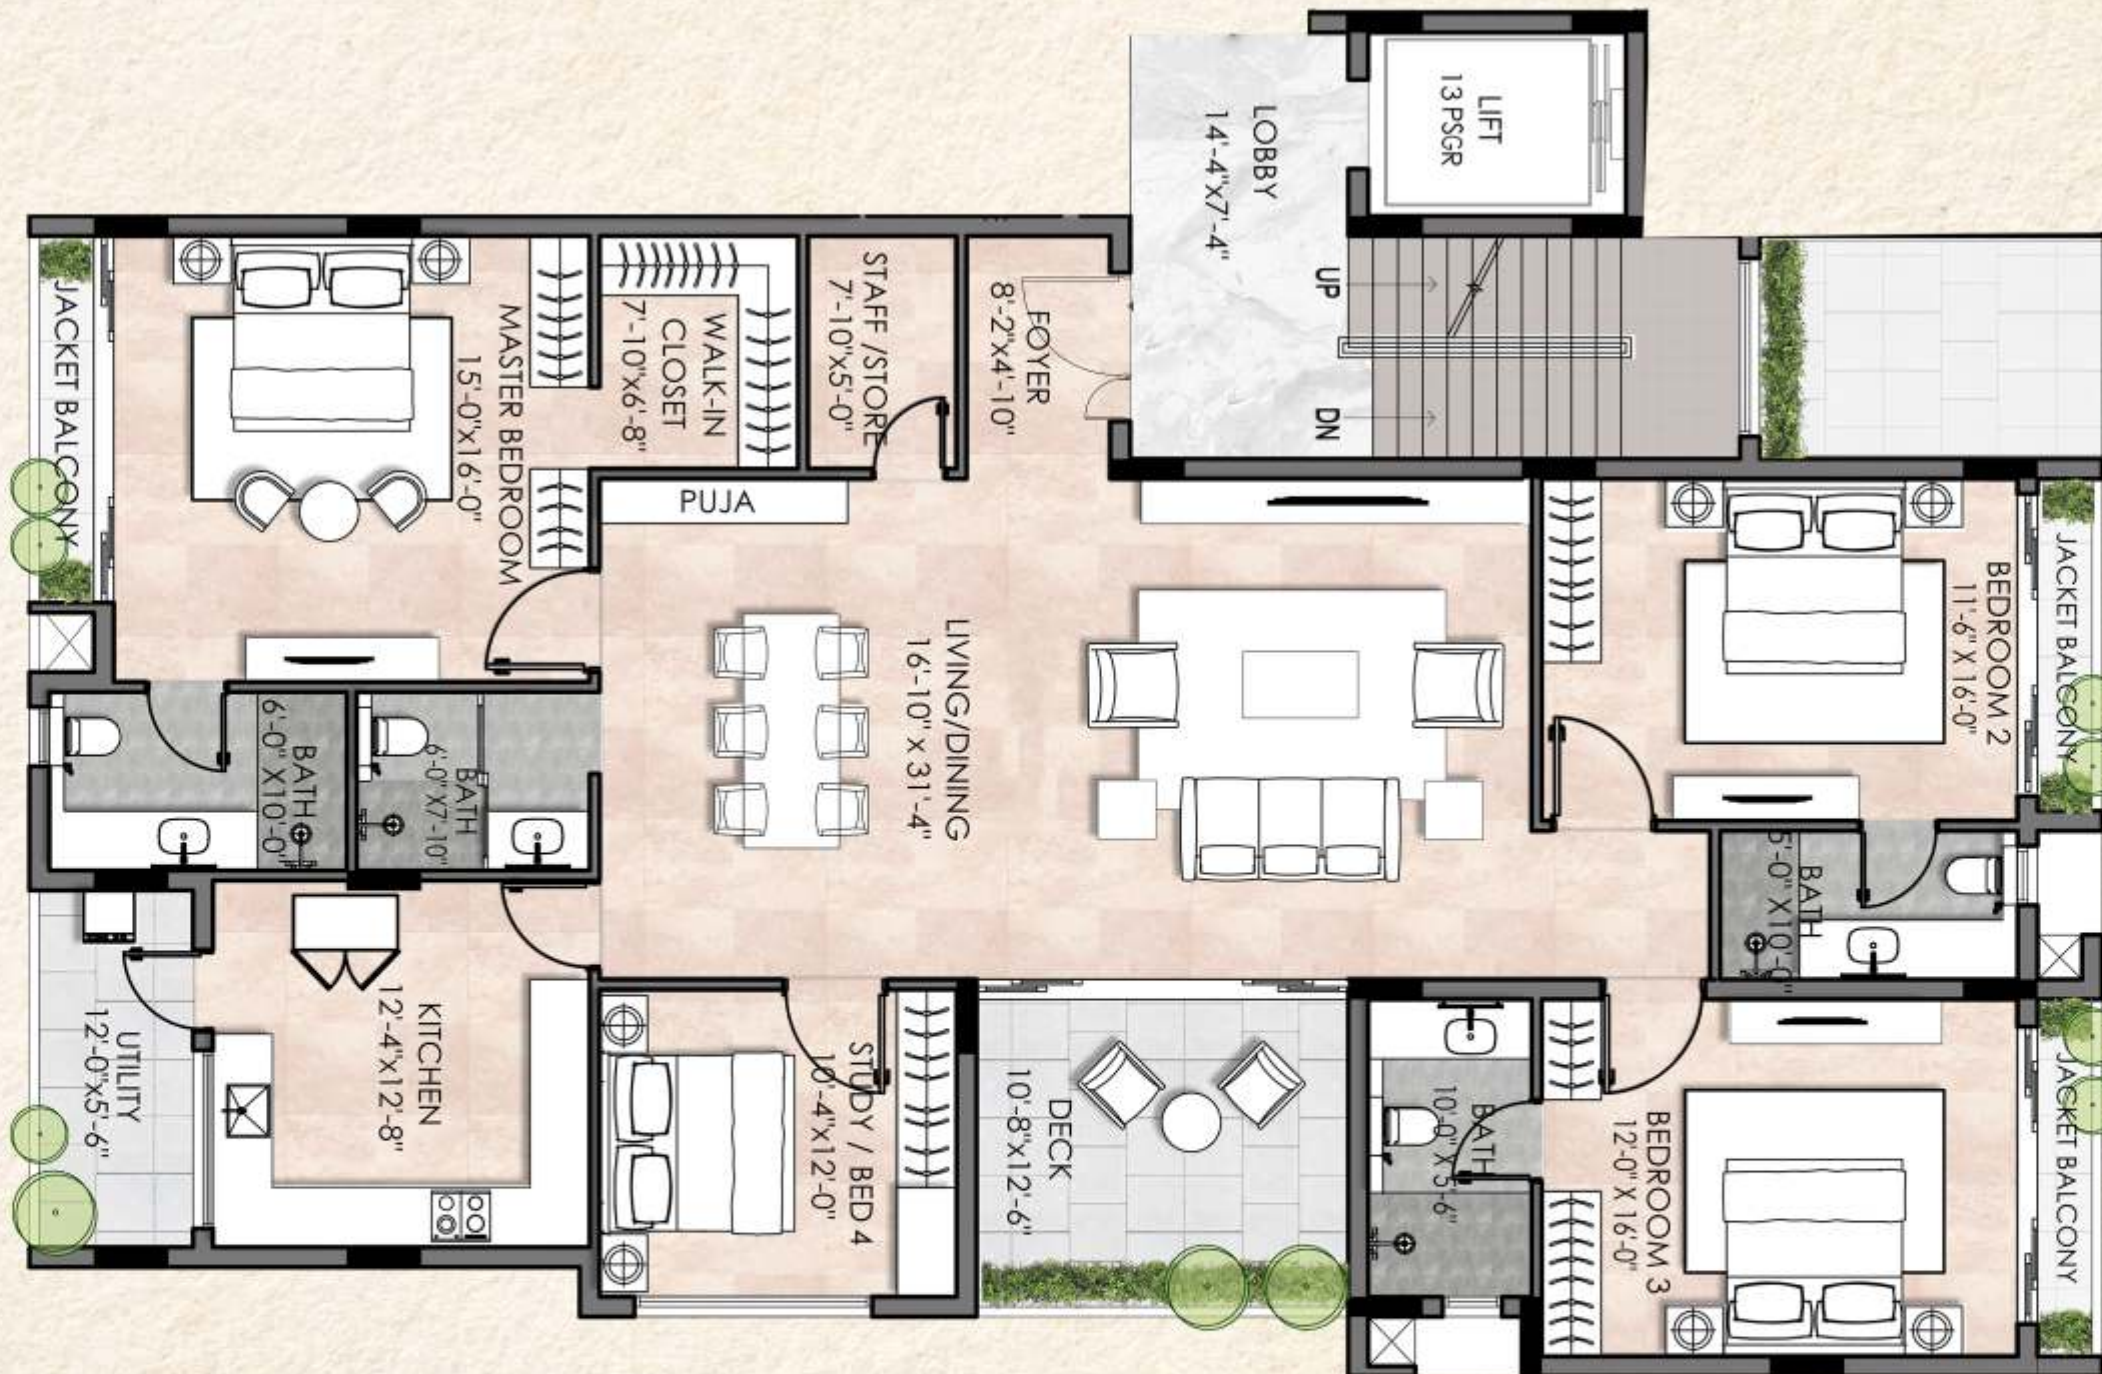 LIFT
13 PSGR
LOBBY
14'-4"X7'-4"
UP
DN
JACKET BALCONY
MASTER BEDROOM
15'-0"x16'-0"
WALK-IN
CLOSET
7'-10"x6'-8"
STAFF /STORE
7'-10"x5'-0"
FOYER
8'-2"x4'-10"
PUJA
LIVING/DINING
16'-10" x 31'-4"
BEDROOM 2
11'-6" X 16'-0"
JACKET BALCONY
BATH
6'-0" X10'-0"
BATH
6'-0"X7'-10"
BATH
5'-0" X10'-0"
UTILITY
12'-0"x5'-6"
KITCHEN
12'-4"x12'-8"
STUDY / BED 4
10'-4"x12'-0"
DECK
10'-8"x12'-6"
BATH
10'-0" X 5'-6"
BEDROOM 3
12'-0" X 16'-0"
JACKET BALCONY